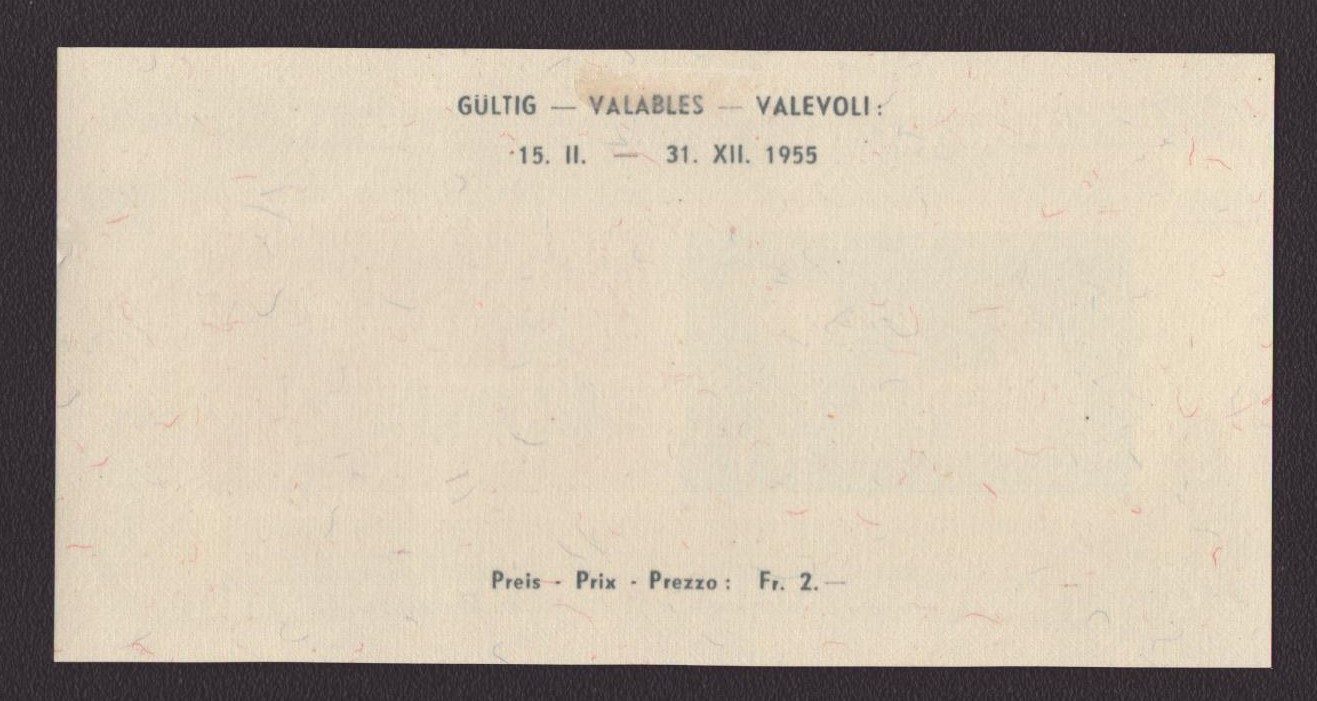 GÜLTIG — VALABLES — VALEVOLI:
15. II. — 31. XII. 1955
Preis - Prix - Prezzo: Fr. 2.—